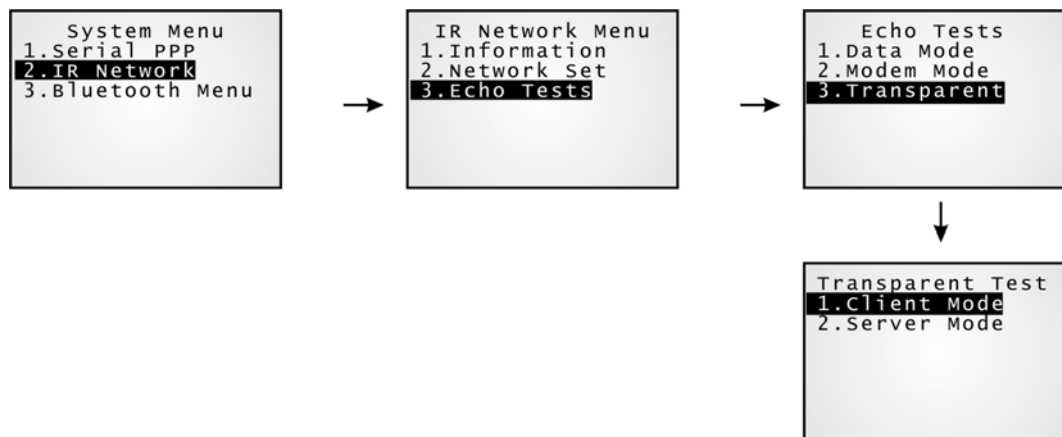 System Menu
1.Serial PPP
2.IR Network
3.Bluetooth Menu
IR Network Menu
1.Information
2.Network Set
3.Echo Tests
Echo Tests
1.Data Mode
2.Modem Mode
3.Transparent
Transparent Test
1.Client Mode
2.Server Mode